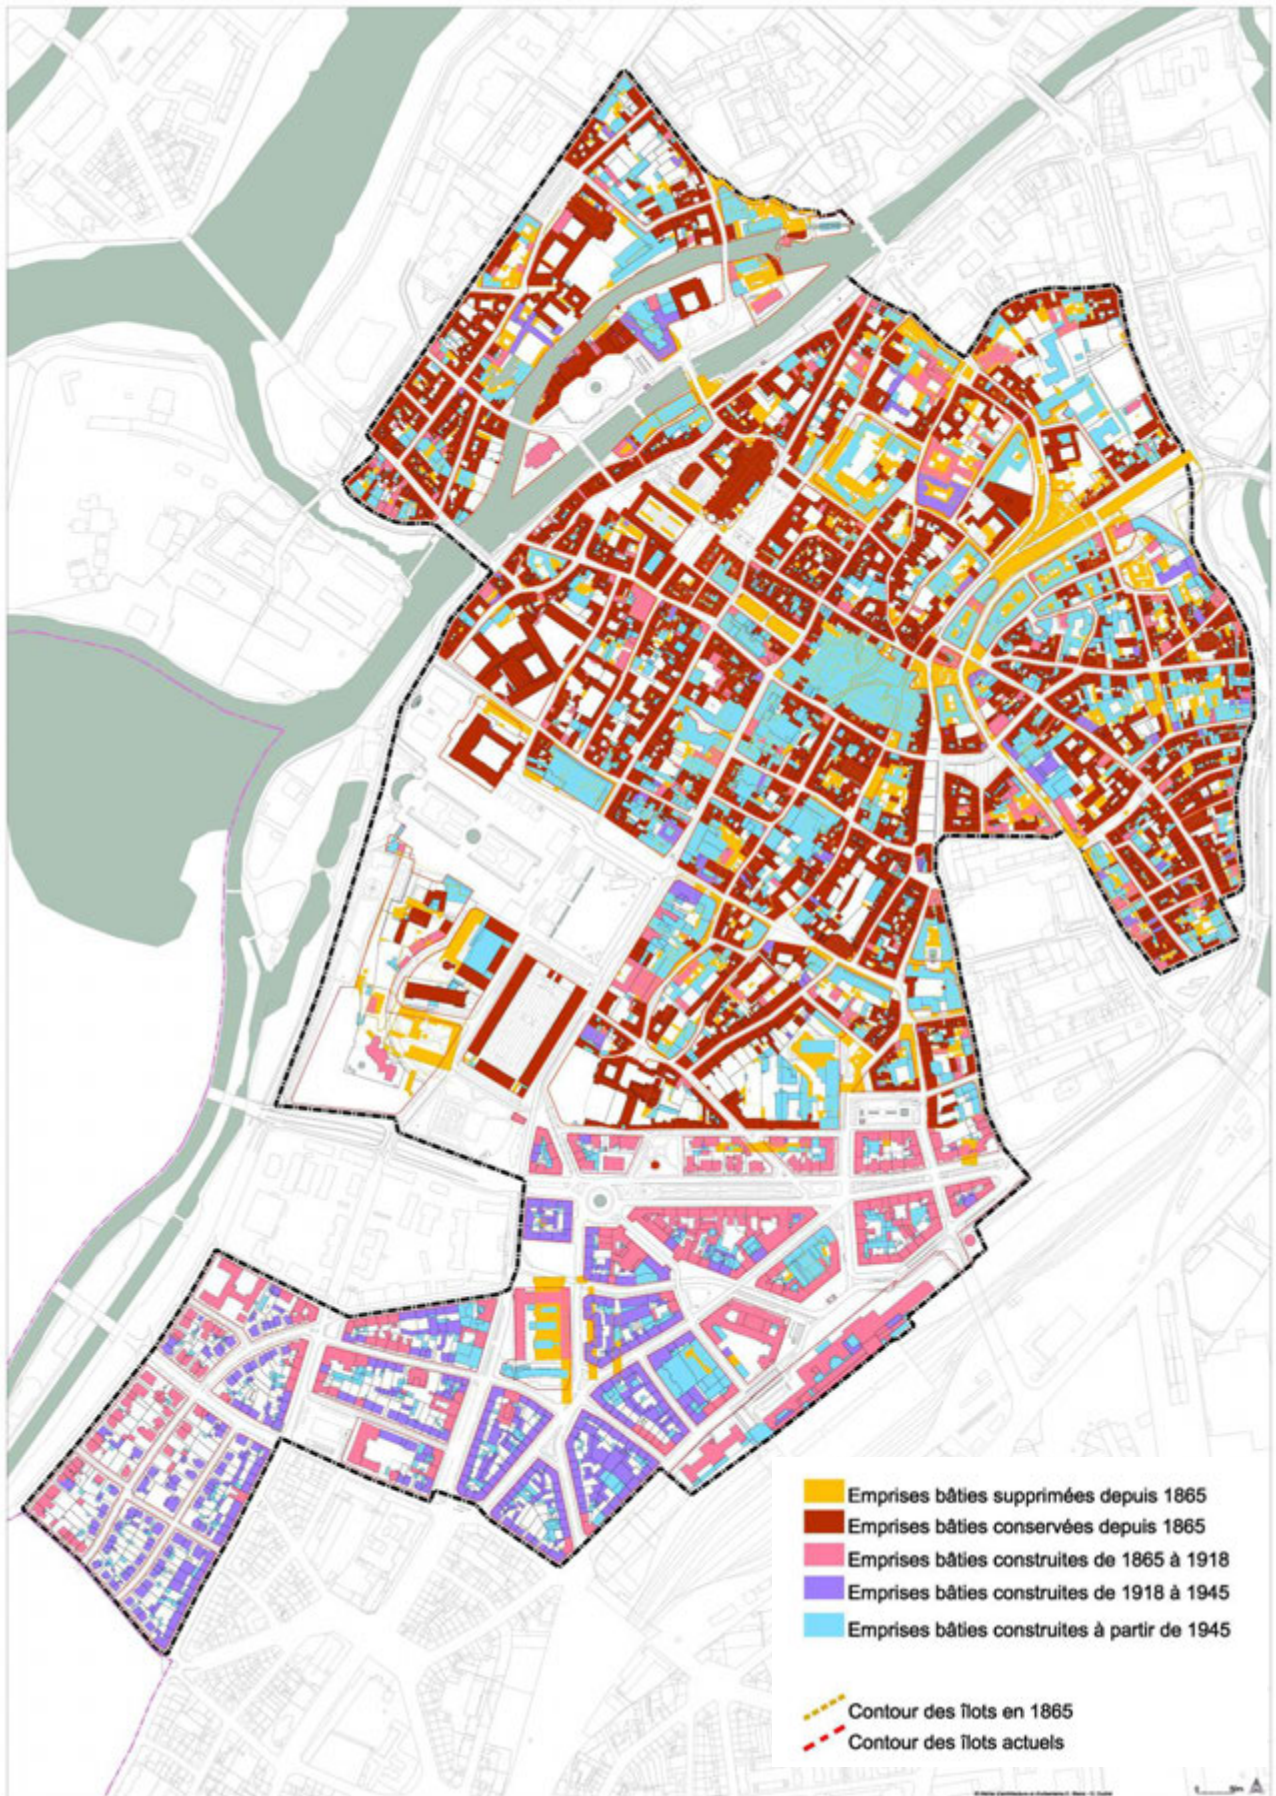 Emprises bâties supprimées depuis 1865
Emprises bâties conservées depuis 1865
Emprises bâties construites de 1865 à 1918
Emprises bâties construites de 1918 à 1945
Emprises bâties construites à partir de 1945
Contour des îlots en 1865
Contour des îlots actuels